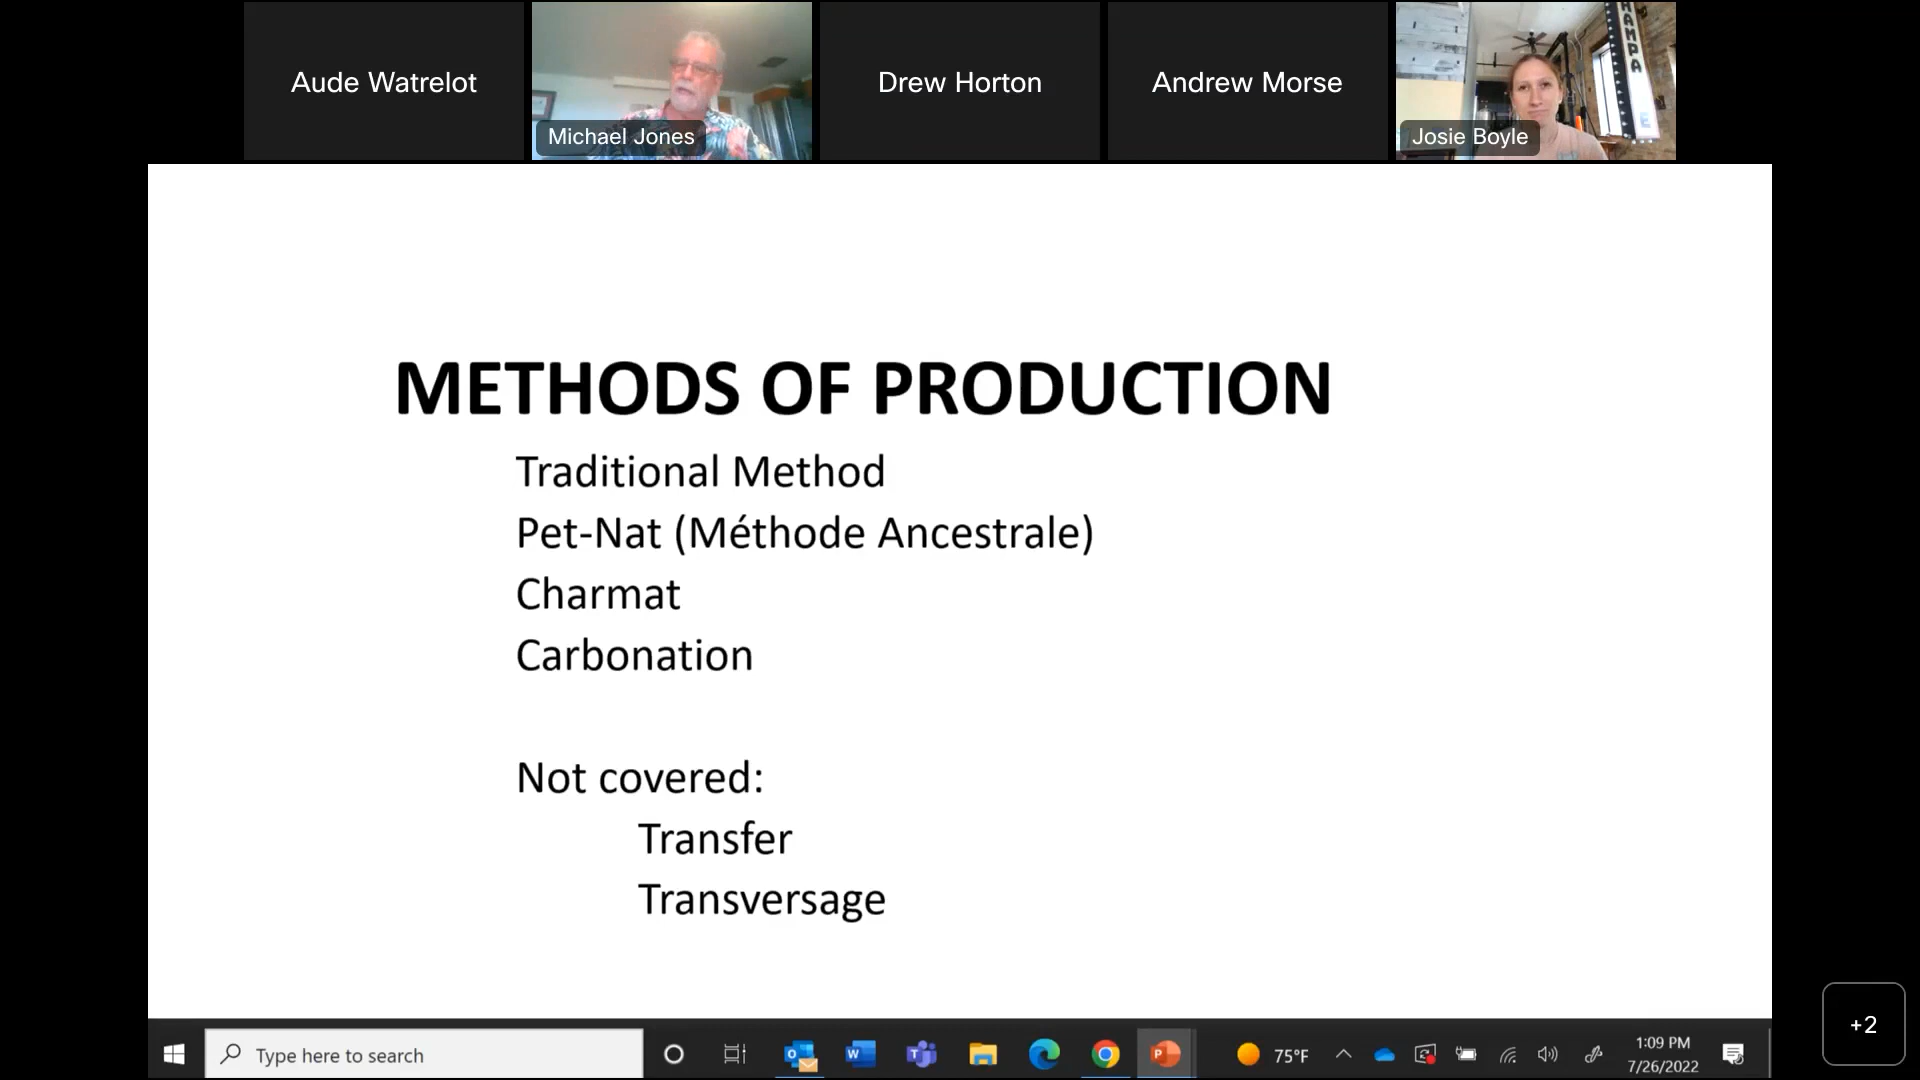 Aude Watrelot
Michael Jones
Drew Horton
Andrew Morse
Josie Boyle
HAMPA
E
METHODS OF PRODUCTION
Traditional Method
Pet-Nat (Méthode Ancestrale)
Charmat
Carbonation
Not covered:
Transfer
Transversage
Type here to search
75°F
1:09 PM
7/26/2022
+2